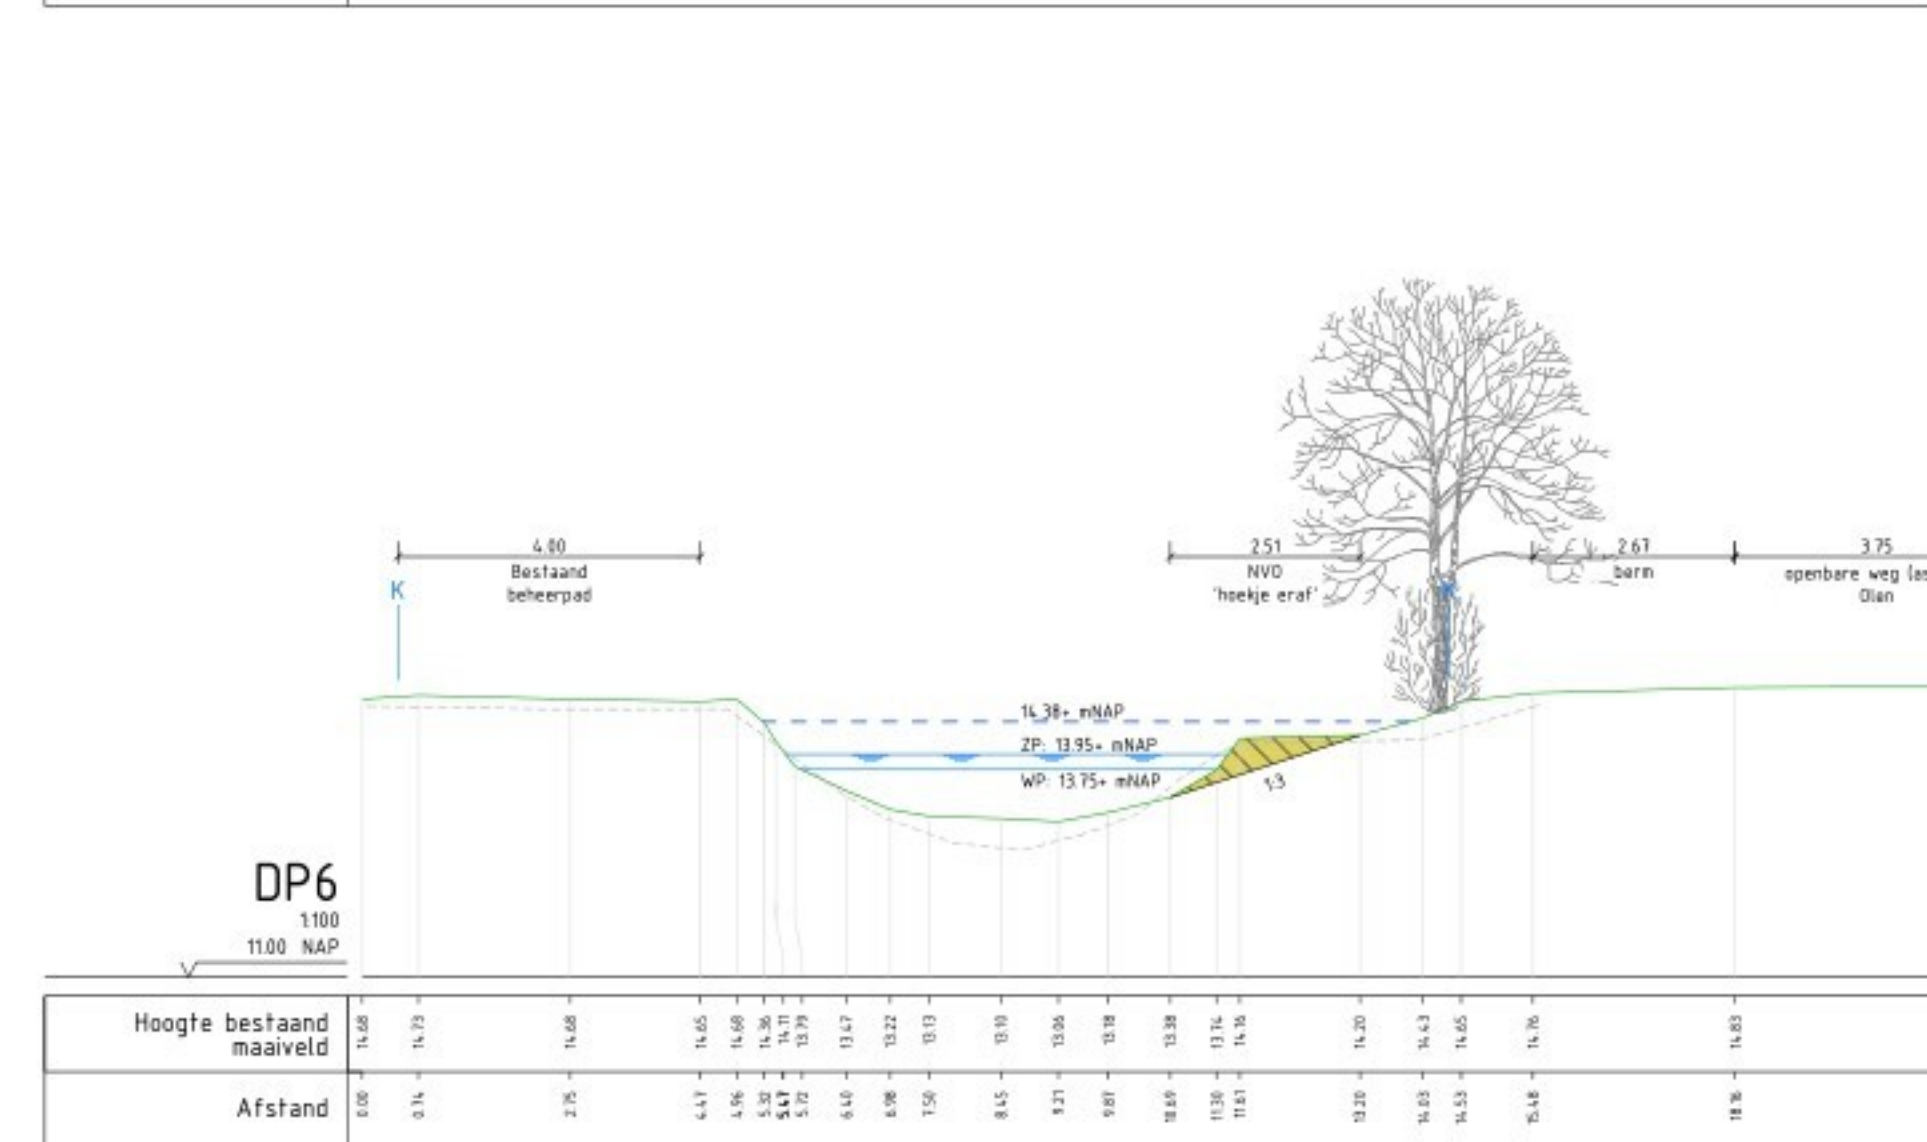 4.00
Bestaand
beheerpad
K
2.51
NVO
'hoekje eraf'
K
2.67
berm
3.75
openbare weg (as
Olen
14.38+ mNAP
ZP: 13.95+ mNAP
WP: 13.75+ mNAP
1:3
DP6
1:100
11.00 NAP
Hoogte bestaand
maaiveld
14.68 14.73 14.68 14.65 14.68 14.36 14.11 13.79 13.47 13.22 13.13 13.10 13.06 13.18 13.38 13.74 14.16 14.20 14.43 14.65 14.76 14.83
Afstand
0.00 0.74 2.75 4.47 4.96 5.32 5.47 5.72 6.40 6.98 7.50 8.45 9.21 9.87 10.69 11.30 11.61 13.20 14.03 14.53 15.48 18.16